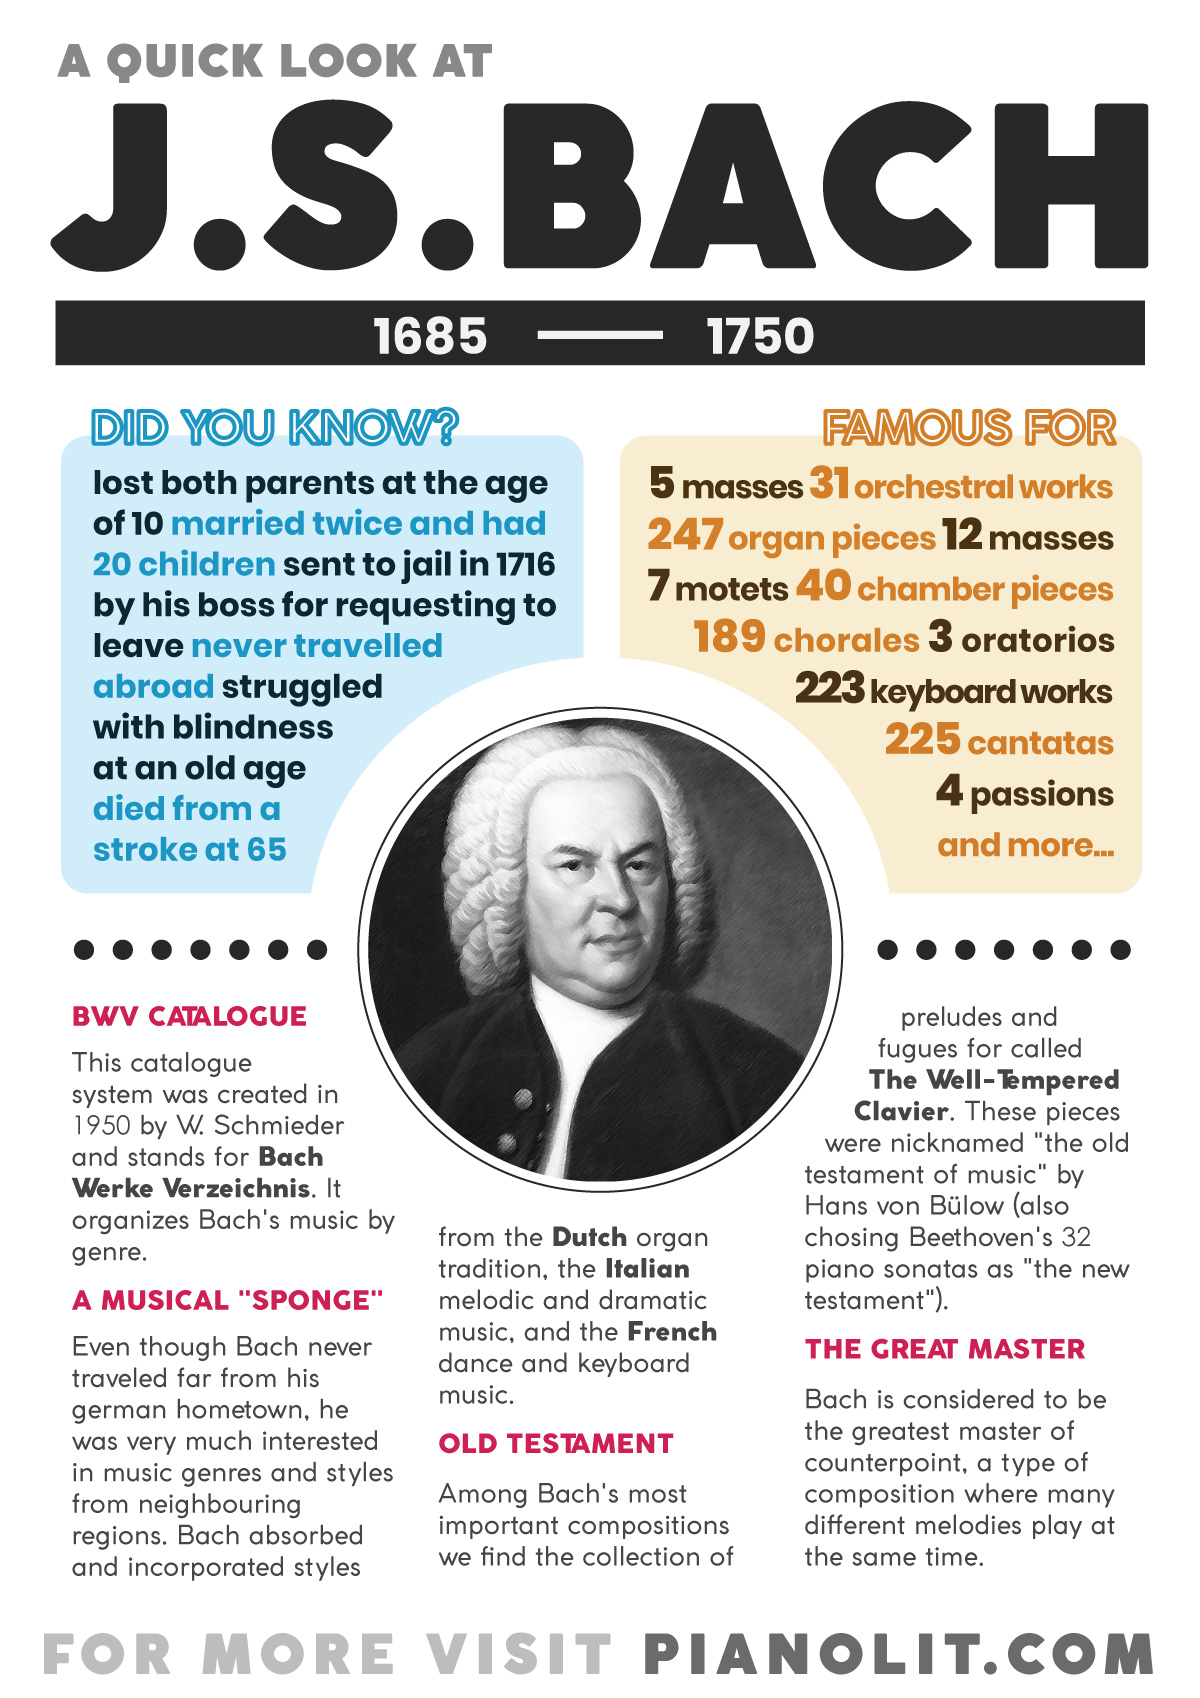 A QUICK LOOK AT
J.S.BACH
1685 — 1750
DID YOU KNOW?
lost both parents at the age
of 10 married twice and had
20 children sent to jail in 1716
by his boss for requesting to
leave never travelled
abroad struggled
with blindness
at an old age
died from a
stroke at 65
FAMOUS FOR
5 masses 31 orchestral works
247 organ pieces 12 masses
7 motets 40 chamber pieces
189 chorales 3 oratorios
223 keyboard works
225 cantatas
4 passions
and more...
BWV CATALOGUE
This catalogue
system was created in
1950 by W. Schmieder
and stands for Bach
Werke Verzeichnis. It
organizes Bach's music by
genre.
A MUSICAL "SPONGE"
Even though Bach never
traveled far from his
german hometown, he
was very much interested
in music genres and styles
from neighbouring
regions. Bach absorbed
and incorporated styles
from the Dutch organ
tradition, the Italian
melodic and dramatic
music, and the French
dance and keyboard
music.
OLD TESTAMENT
Among Bach's most
important compositions
we find the collection of
preludes and
fugues for called
The Well-Tempered
Clavier. These pieces
were nicknamed "the old
testament of music" by
Hans von Bülow (also
chosing Beethoven's 32
piano sonatas as "the new
testament").
THE GREAT MASTER
Bach is considered to be
the greatest master of
counterpoint, a type of
composition where many
different melodies play at
the same time.
FOR MORE VISIT PIANOLIT.COM